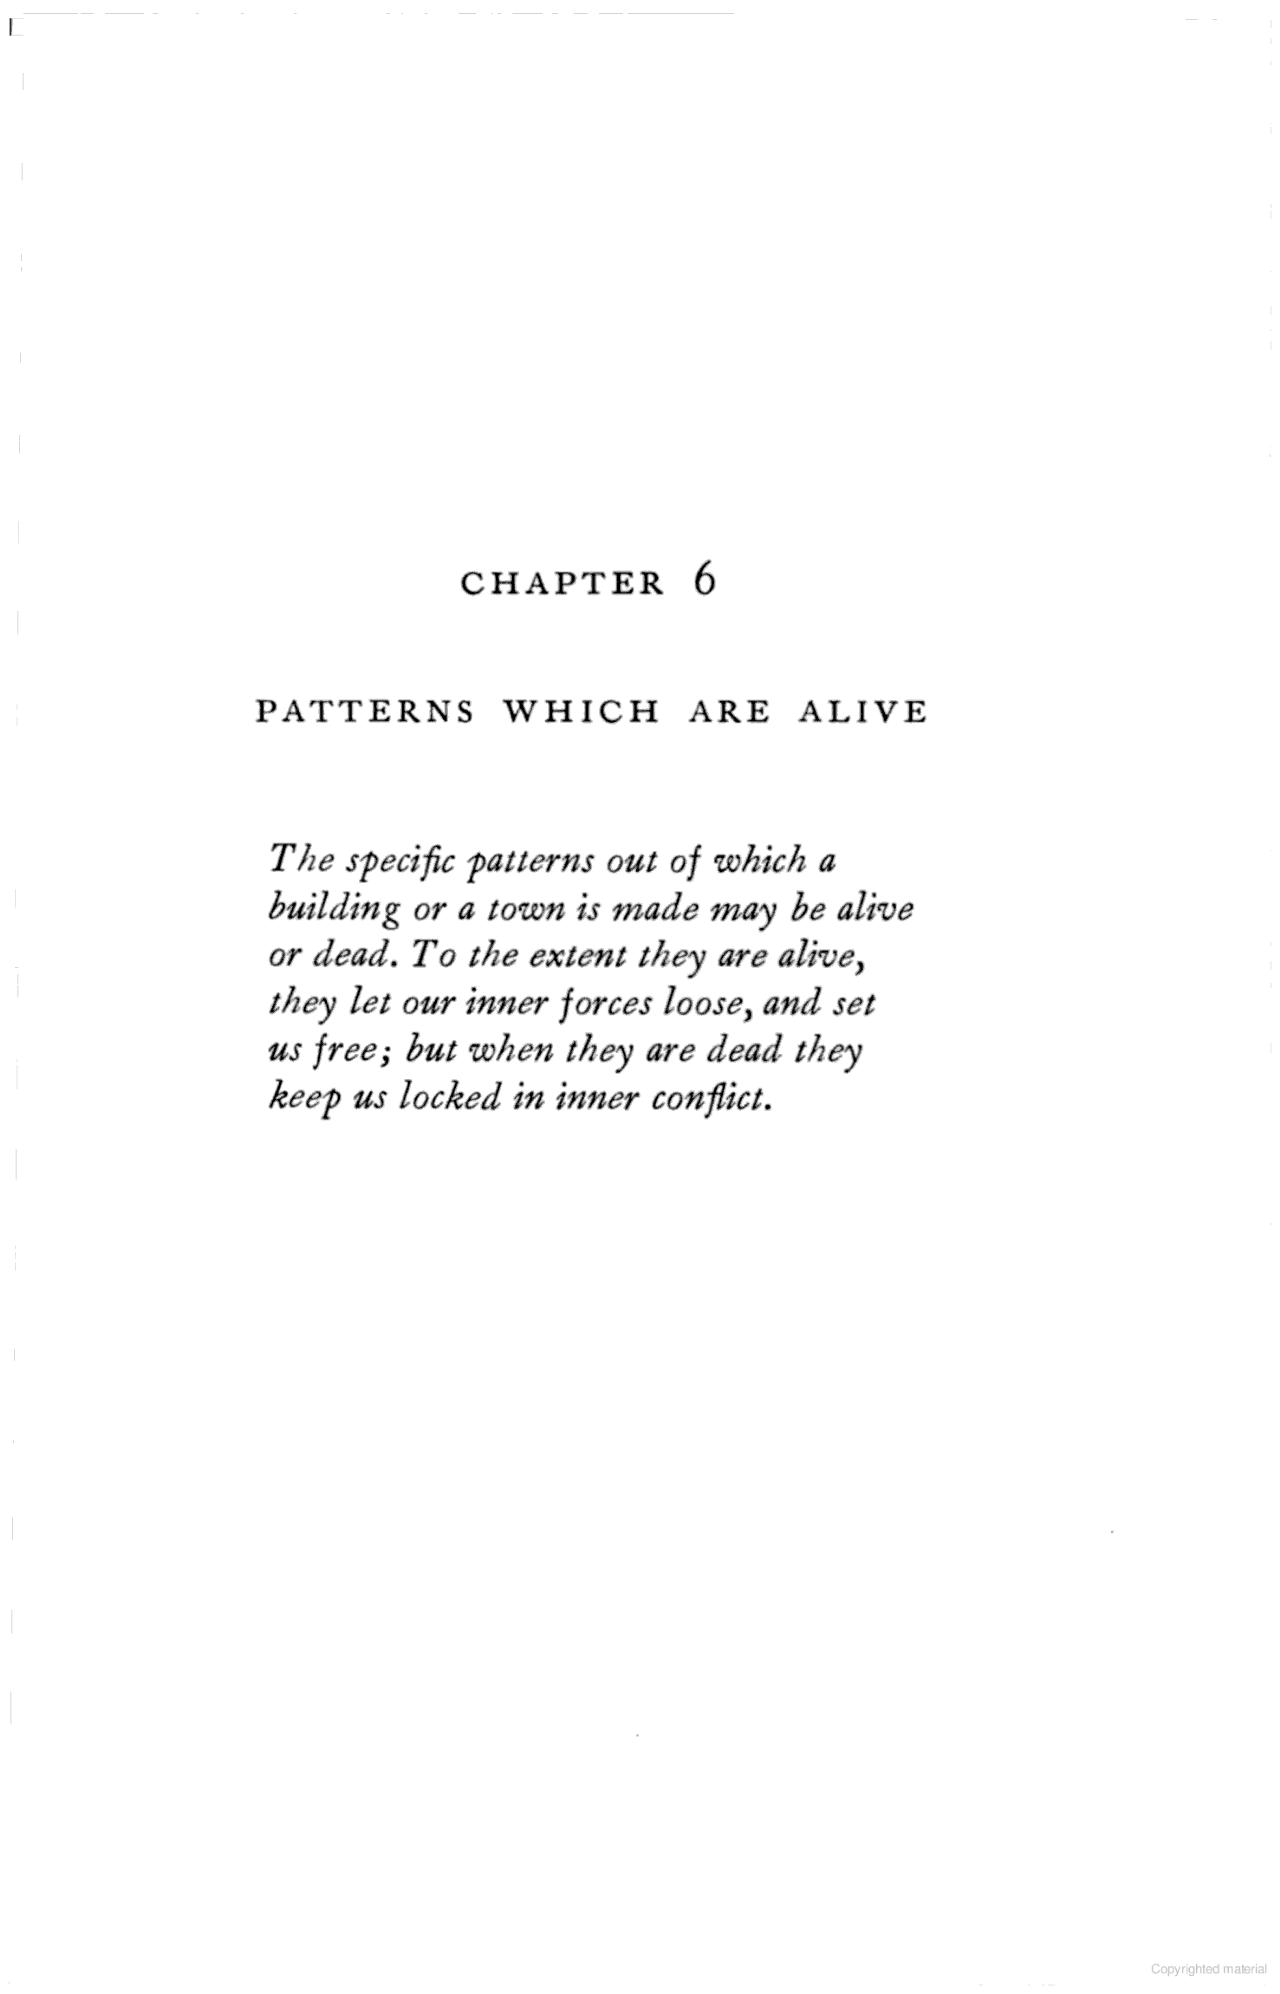 CHAPTER 6
PATTERNS WHICH ARE ALIVE
The specific patterns out of which a
building or a town is made may be alive
or dead. To the extent they are alive,
they let our inner forces loose, and set
us free; but when they are dead they
keep us locked in inner conflict.
Copyrighted material